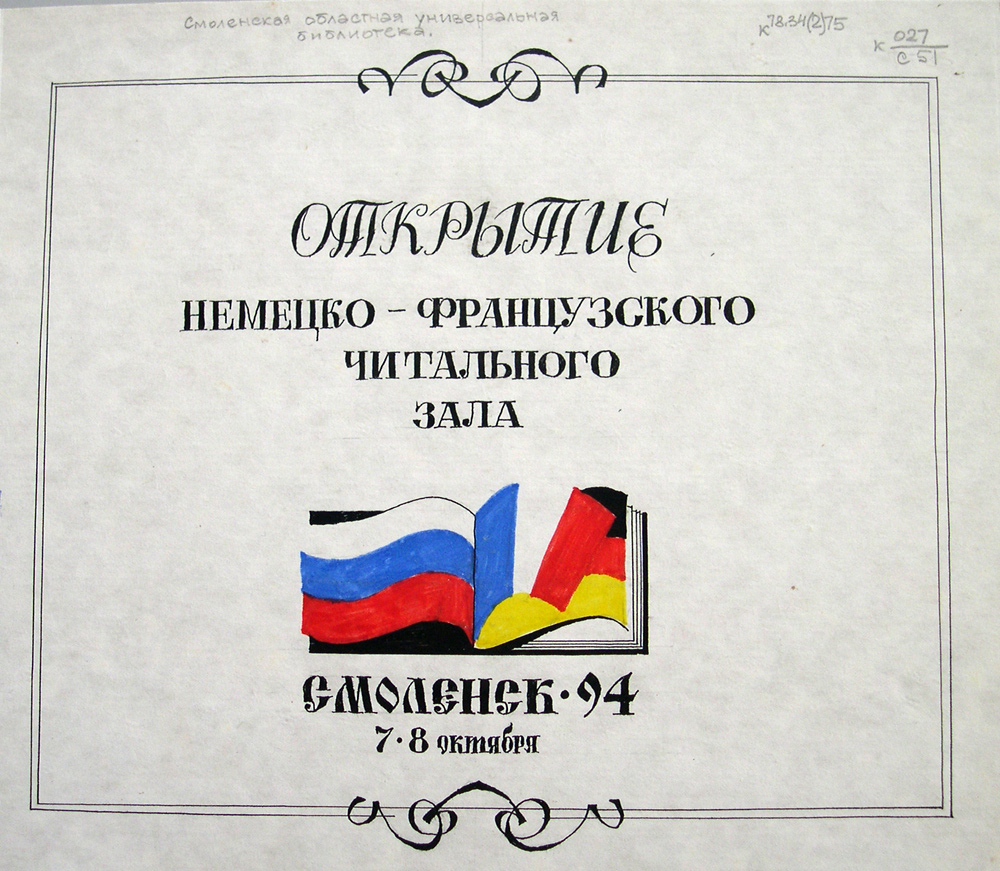 Смоленская областная универсальная
библиотека.
К 78.34(2)75
К 027
С 51
ОТКРЫТИЕ
НЕМЕЦКО - ФРАНЦУЗСКОГО
ЧИТАЛЬНОГО
ЗАЛА
СМОЛЕНСК · 94
7 · 8 октября